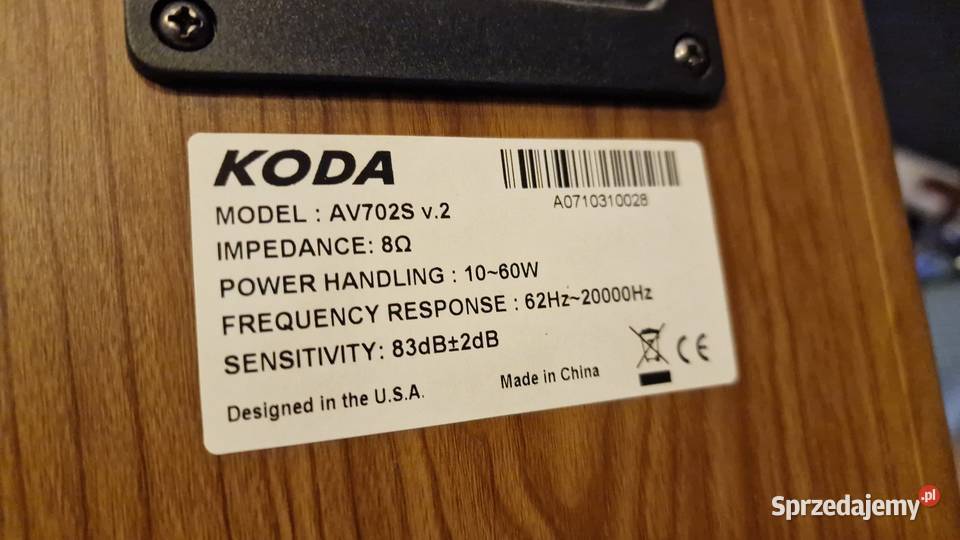 KODA
A0710310028
MODEL : AV702S v.2
IMPEDANCE: 8Ω
POWER HANDLING : 10~60W
FREQUENCY RESPONSE : 62Hz~20000Hz
SENSITIVITY: 83dB±2dB
CE
Designed in the U.S.A.
Made in China
Sprzedajemy.pl